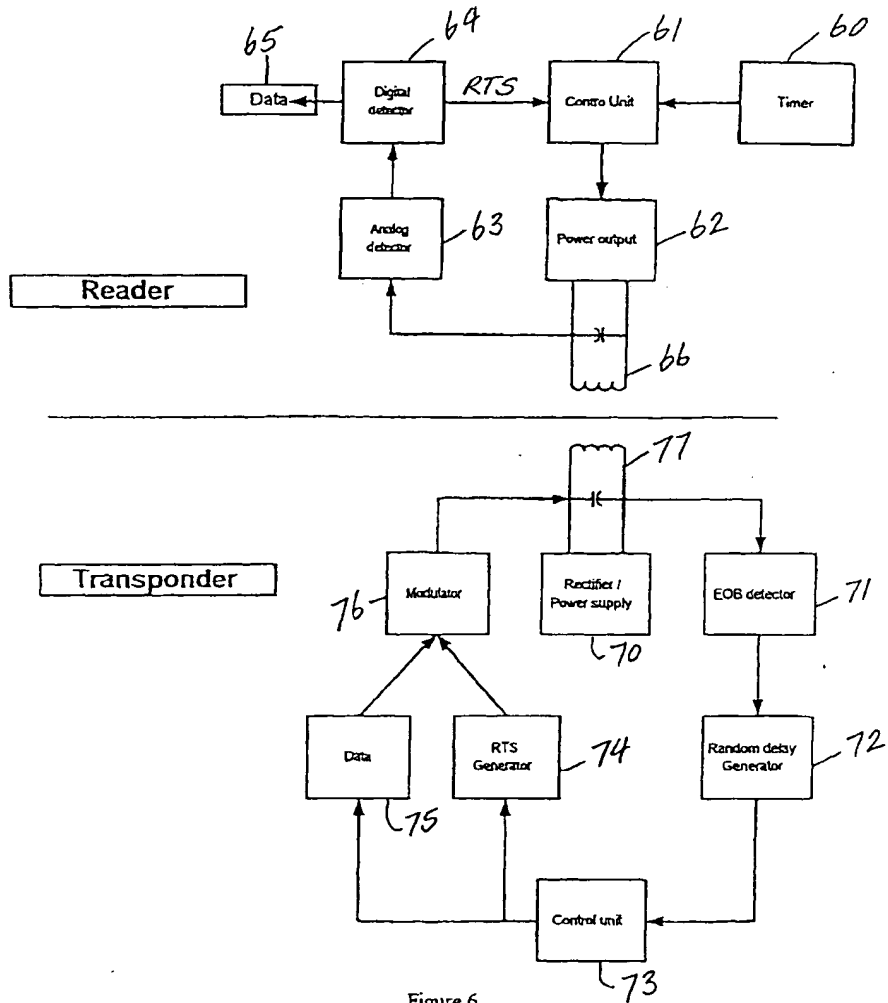 65
64
61
60
Data
Digital
detector
RTS
Contro Unit
Timer
Analog
detector
63
Power output
62
Reader
66
77
Transponder
Modulator
76
Rectifier /
Power supply
70
EOB detector
71
Data
75
RTS
Generator
74
Random delay
Generator
72
Control unit
73
Figure 6